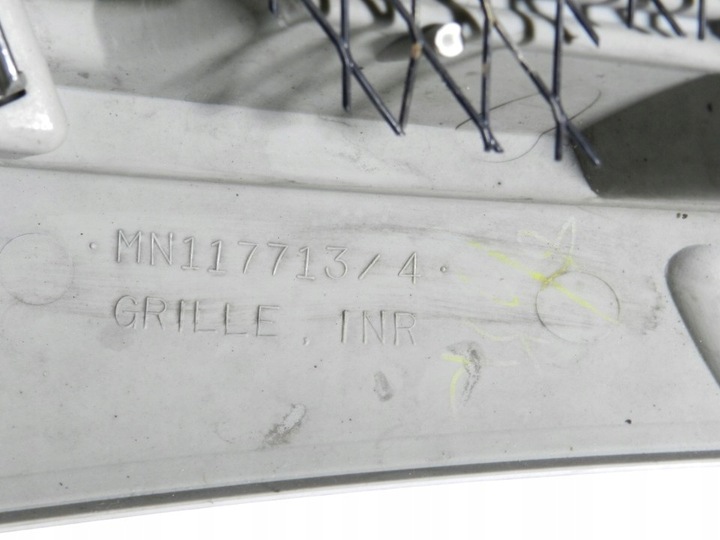 · MN117713/4 ·
GRILLE, INR